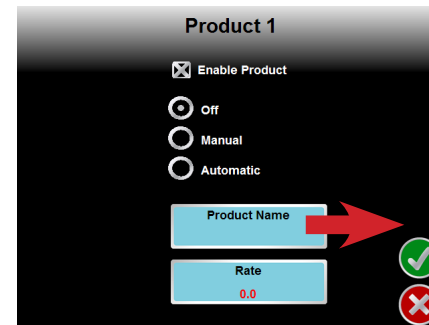 Product 1
Enable Product
Off
Manual
Automatic
Product Name
Rate
0.0